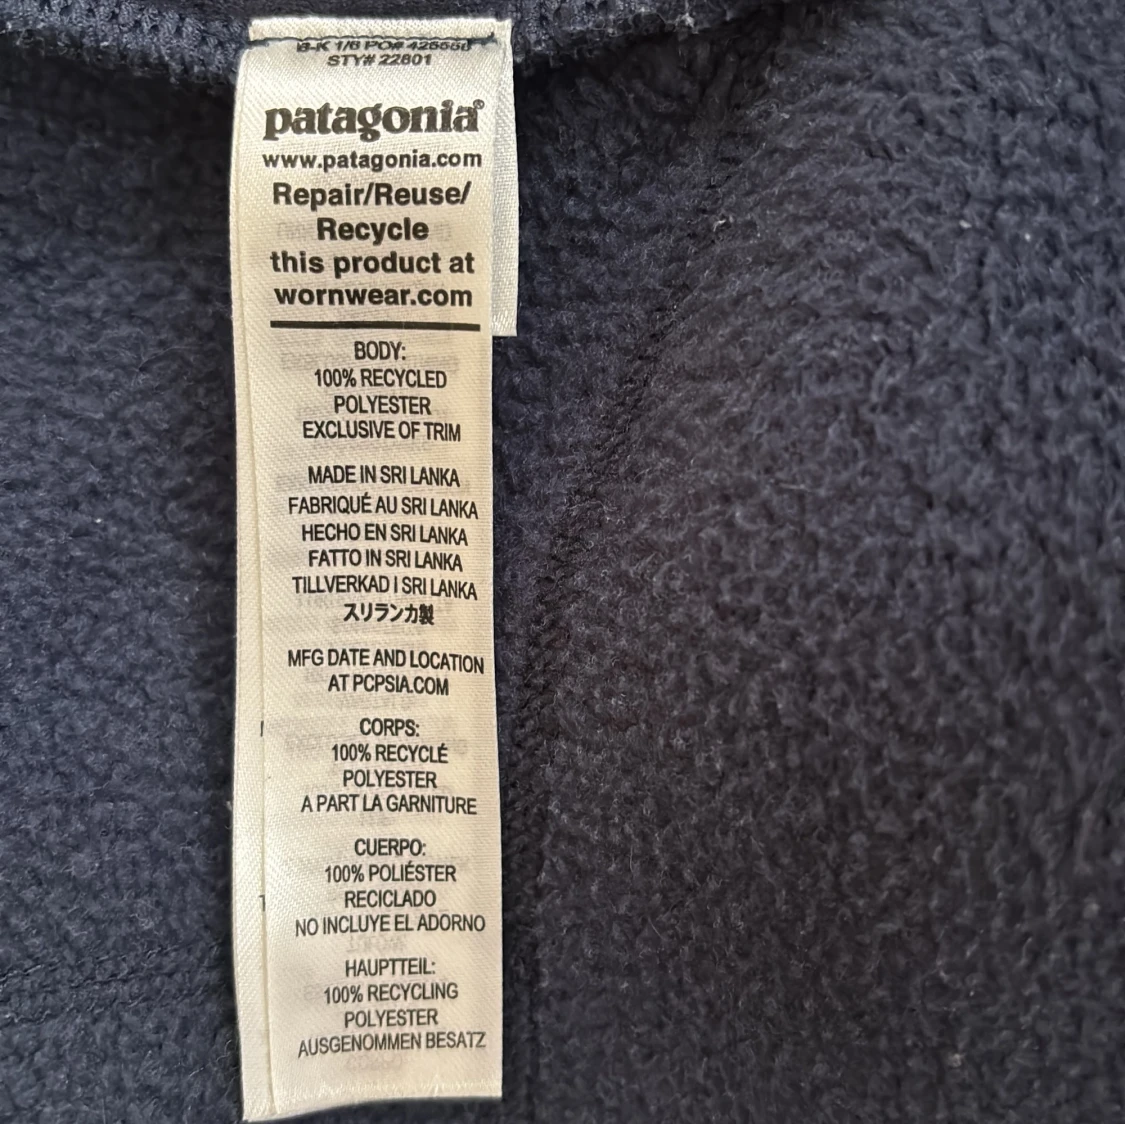 STY# 22801
patagonia®
www.patagonia.com
Repair/Reuse/
Recycle
this product at
wornwear.com
BODY:
100% RECYCLED
POLYESTER
EXCLUSIVE OF TRIM
MADE IN SRI LANKA
FABRIQUÉ AU SRI LANKA
HECHO EN SRI LANKA
FATTO IN SRI LANKA
TILLVERKAD I SRI LANKA
スリランカ製
MFG DATE AND LOCATION
AT PCPSIA.COM
CORPS:
100% RECYCLÉ
POLYESTER
A PART LA GARNITURE
CUERPO:
100% POLIÉSTER
RECICLADO
NO INCLUYE EL ADORNO
HAUPTTEIL:
100% RECYCLING
POLYESTER
AUSGENOMMEN BESATZ